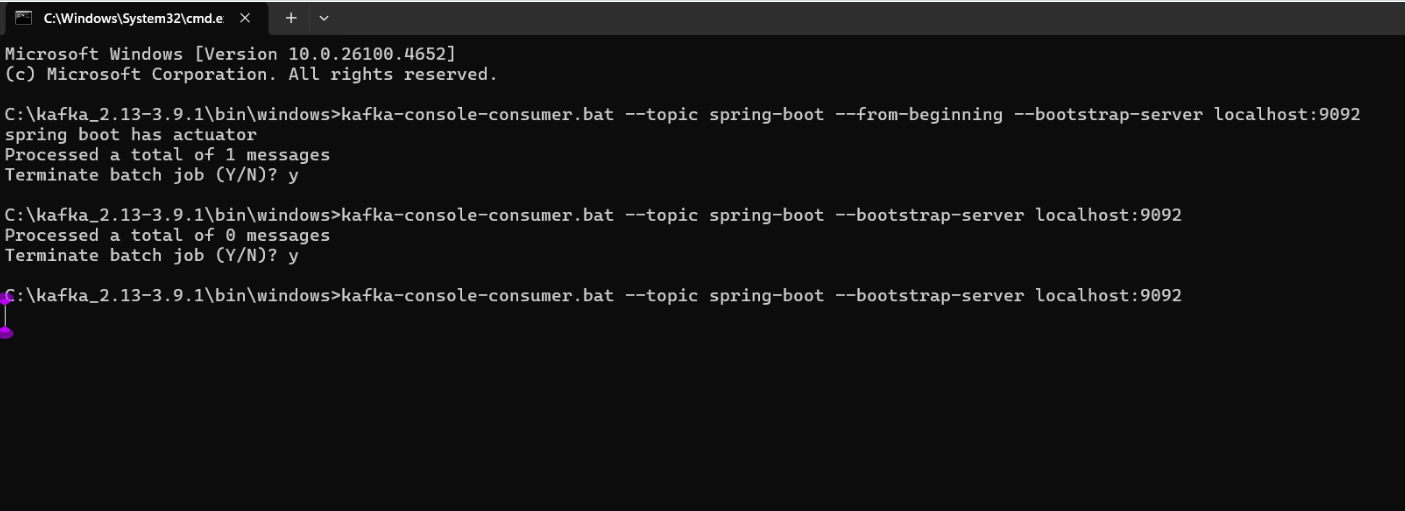 C:\Windows\System32\cmd.e
Microsoft Windows [Version 10.0.26100.4652]
(c) Microsoft Corporation. All rights reserved.
C:\kafka_2.13-3.9.1\bin\windows>kafka-console-consumer.bat --topic spring-boot --from-beginning --bootstrap-server localhost:9092
spring boot has actuator
Processed a total of 1 messages
Terminate batch job (Y/N)? y
C:\kafka_2.13-3.9.1\bin\windows>kafka-console-consumer.bat --topic spring-boot --bootstrap-server localhost:9092
Processed a total of 0 messages
Terminate batch job (Y/N)? y
C:\kafka_2.13-3.9.1\bin\windows>kafka-console-consumer.bat --topic spring-boot --bootstrap-server localhost:9092